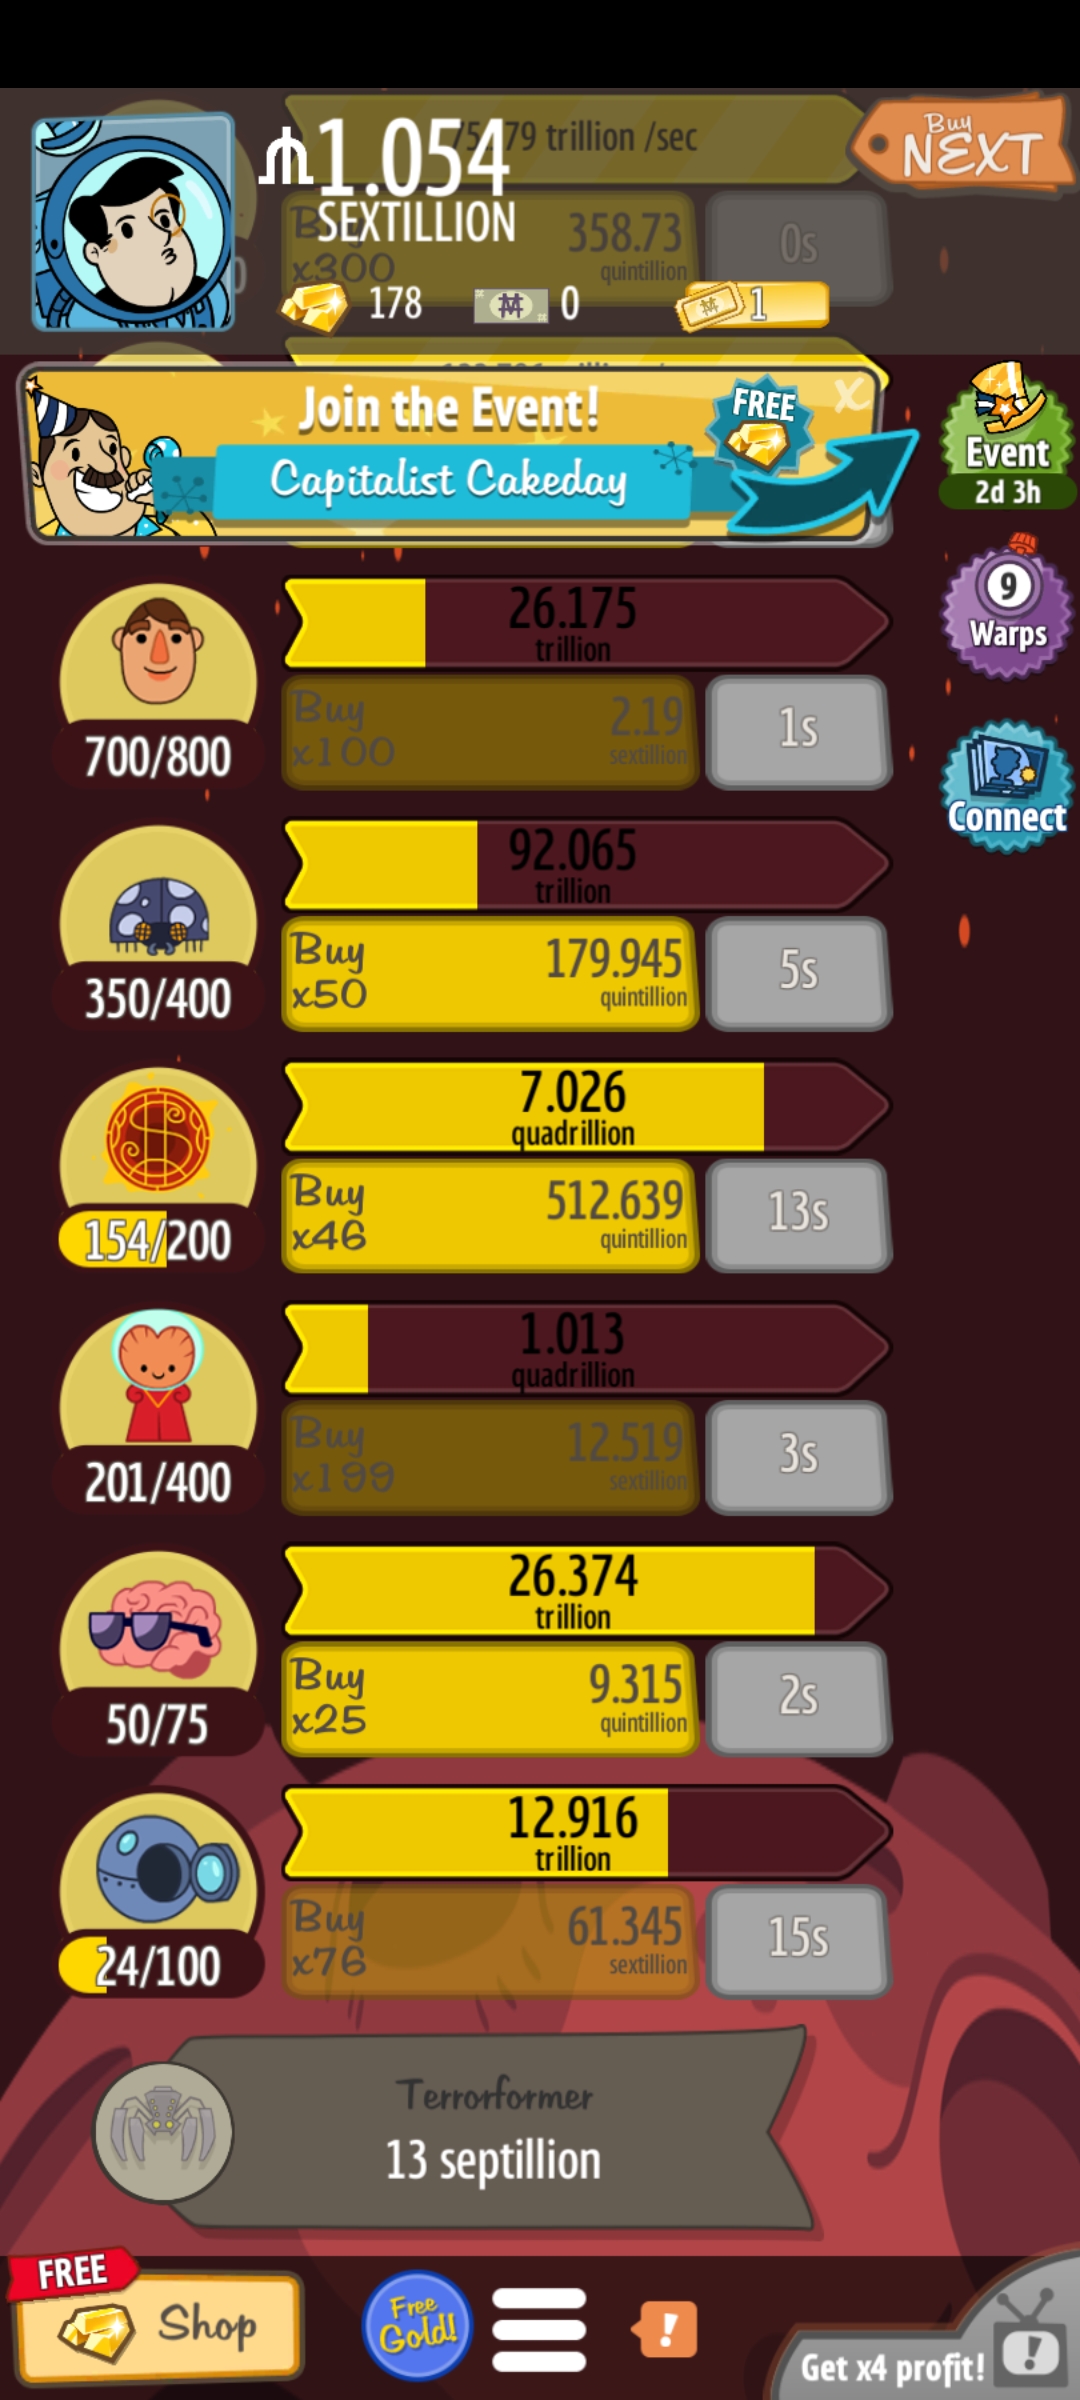 1.054
SEXTILLION
79 trillion /sec
Buy
NEXT
358.73
quintillion
x300
0s
178
0
1
Join the Event!
FREE
x
Capitalist Cakeday
Event
2d 3h
26.175
trillion
9
Warps
Buy
x100
2.19
sextillion
1s
700/800
Connect
92.065
trillion
Buy
x50
179.945
quintillion
5s
350/400
7.026
quadrillion
Buy
x46
512.639
quintillion
13s
154/200
1.013
quadrillion
Buy
x199
12.519
sextillion
3s
201/400
26.374
trillion
Buy
x25
9.315
quintillion
2s
50/75
12.916
trillion
Buy
x76
61.345
sextillion
15s
24/100
Terrorformer
13 septillion
FREE
Shop
Free
Gold!
!
Get x4 profit!
!